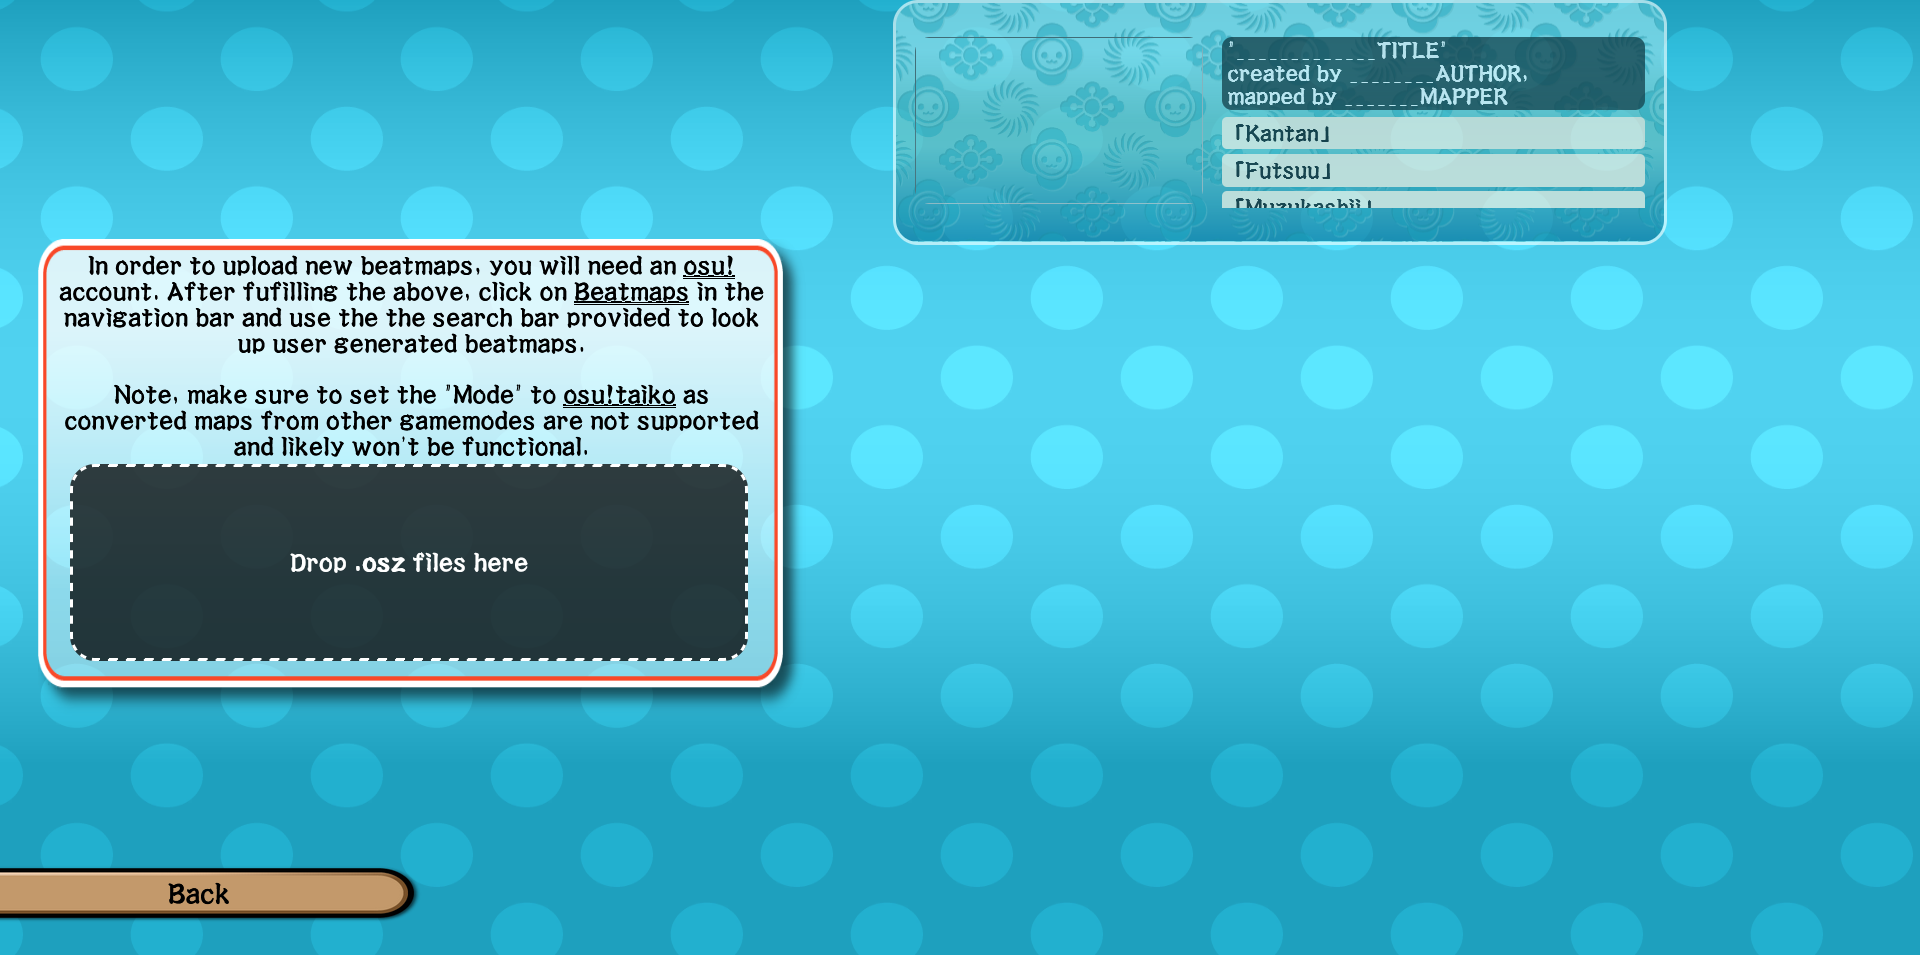 In order to upload new beatmaps, you will need an osu!
account. After fufilling the above, click on Beatmaps in the
navigation bar and use the the search bar provided to look
up user generated beatmaps.
Note, make sure to set the "Mode" to osu!taiko as
converted maps from other gamemodes are not supported
and likely won't be functional.
Drop .osz files here
Back
"_____________TITLE"
created by ________AUTHOR,
mapped by _______MAPPER
「Kantan」
「Futsuu」
「Muzukashii」